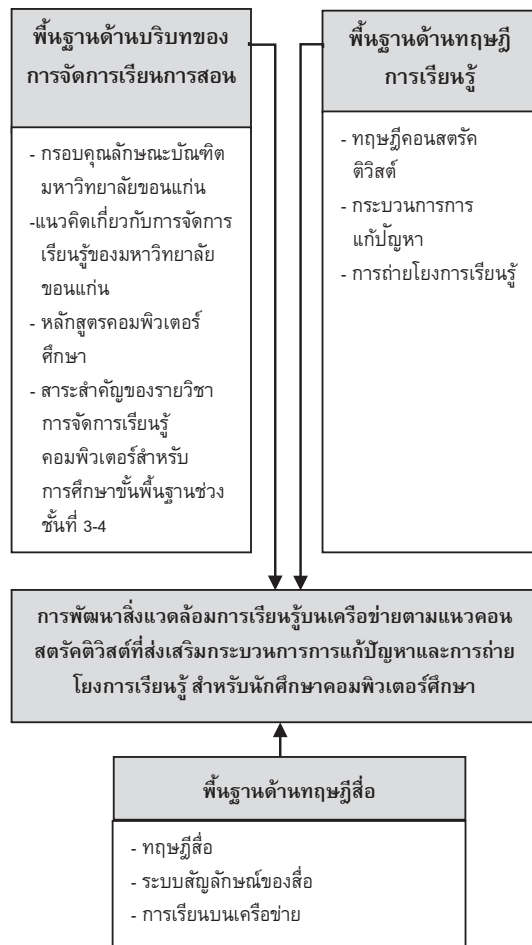 พื้นฐานด้านบริบทของ
การจัดการเรียนการสอน
- กรอบคุณลักษณะบัณฑิต
มหาวิทยาลัยขอนแก่น
-แนวคิดเกี่ยวกับการจัดการ
เรียนรู้ของมหาวิทยาลัย
ขอนแก่น
- หลักสูตรคอมพิวเตอร์
ศึกษา
- สาระสำคัญของรายวิชา
การจัดการเรียนรู้
คอมพิวเตอร์สำหรับ
การศึกษาขั้นพื้นฐานช่วง
ชั้นที่ 3-4
พื้นฐานด้านทฤษฎี
การเรียนรู้
- ทฤษฎีคอนสตรัค
ติวิสต์
- กระบวนการการ
แก้ปัญหา
- การถ่ายโยงการเรียนรู้
การพัฒนาสิ่งแวดล้อมการเรียนรู้บนเครือข่ายตามแนวคอน
สตรัคติวิสต์ที่ส่งเสริมกระบวนการการแก้ปัญหาและการถ่าย
โยงการเรียนรู้ สำหรับนักศึกษาคอมพิวเตอร์ศึกษา
พื้นฐานด้านทฤษฎีสื่อ
- ทฤษฎีสื่อ
- ระบบสัญลักษณ์ของสื่อ
- การเรียนบนเครือข่าย